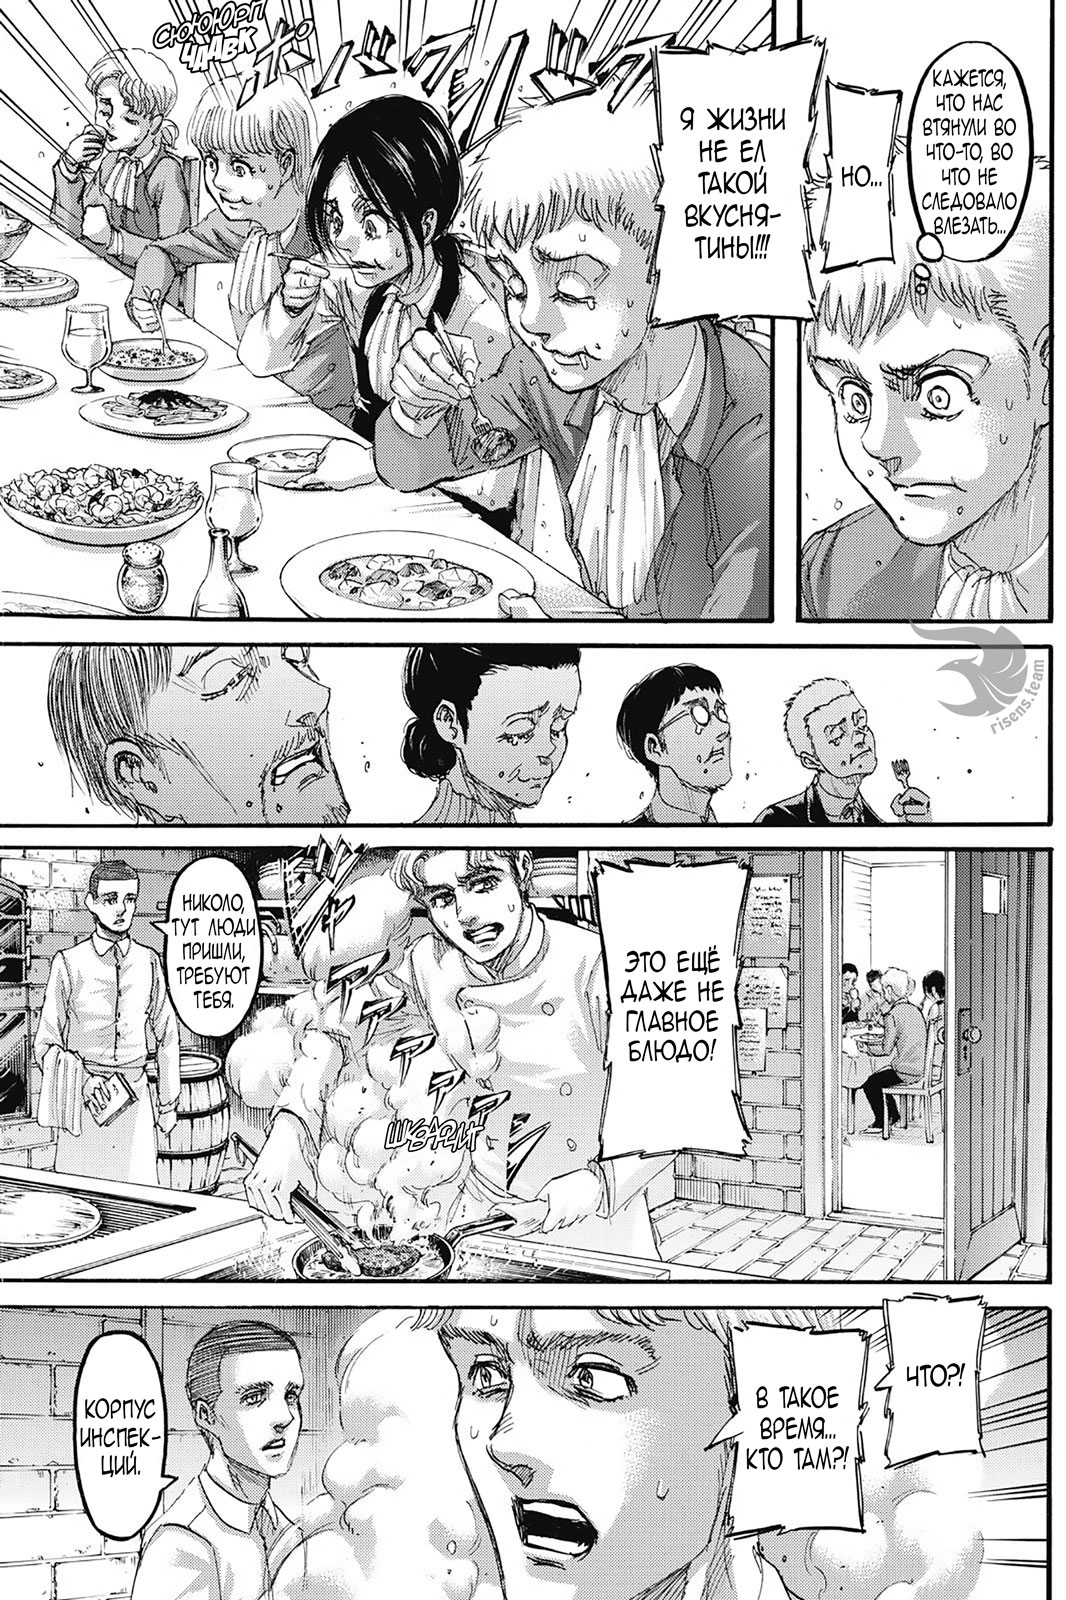 КАЖЕТСЯ,
ЧТО НАС
ВТЯНУЛИ ВО
ЧТО-ТО, ВО
ЧТО НЕ
СЛЕДОВАЛО
ВЛЕЗАТЬ...
НО...
Я ЖИЗНИ
НЕ ЕЛ
ТАКОЙ
ВКУСНЯ-
ТИНЫ!!!
СЮЮЮРП
ЧДАВК
risens.team
ЭТО ЕЩЁ
ДАЖЕ НЕ
ГЛАВНОЕ
БЛЮДО!
НИКОЛО,
ТУТ ЛЮДИ
ПРИШЛИ,
ТРЕБУЮТ
ТЕБЯ.
ЧТО?!
В ТАКОЕ
ВРЕМЯ...
КТО ТАМ?!
КОРПУС
ИНСПЕК-
ЦИЙ.